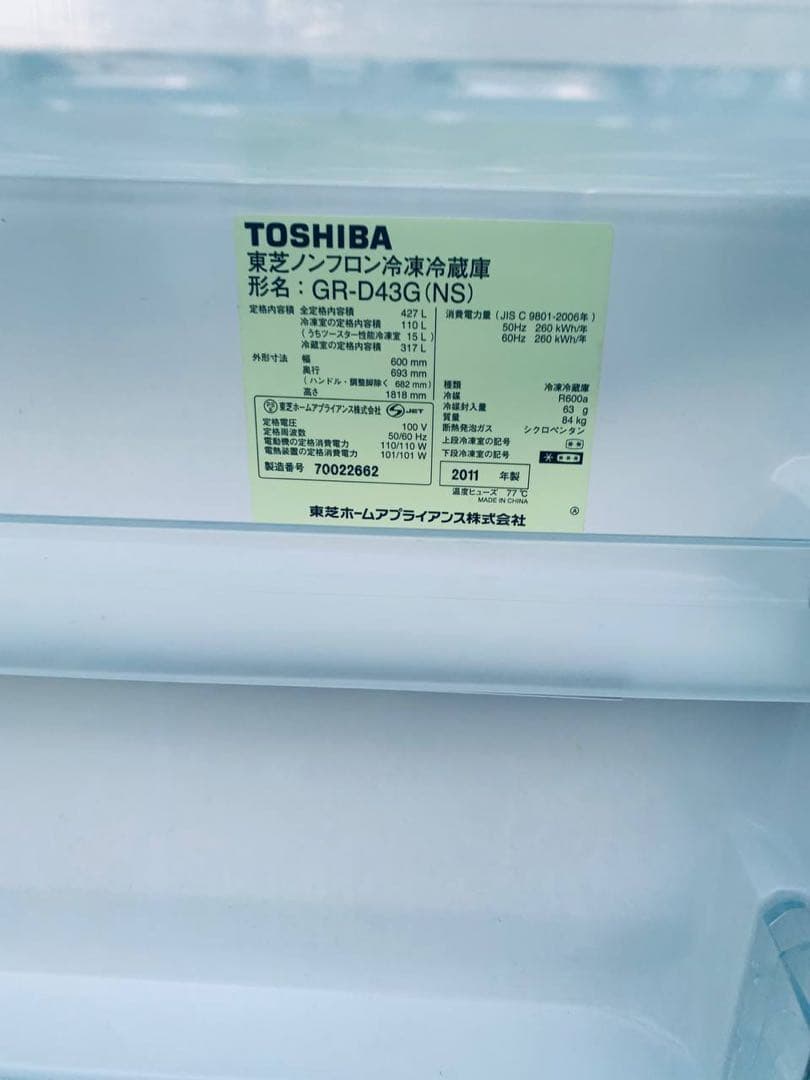 TOSHIBA
東芝ノンフロン冷凍冷蔵庫
形名：GR-D43G(NS)
定格内容積 全定格内容積 427 L
冷凍室の定格内容積 110 L
（うちツースター性能冷凍室 15 L）
冷蔵室の定格内容積 317 L
外形寸法 幅 600 mm
奥行 693 mm
（ハンドル・調整脚除く 682 mm）
高さ 1818 mm
東芝ホームアプライアンス株式会社 JET
定格電圧 100 V
定格周波数 50/60 Hz
電動機の定格消費電力 110/110 W
電熱装置の定格消費電力 101/101 W
製造番号 70022662
消費電力量（JIS C 9801-2006年）
50Hz 260 kWh/年
60Hz 260 kWh/年
種類 冷凍冷蔵庫
冷媒 R600a
冷媒封入量 63 g
質量 84 kg
断熱発泡ガス シクロペンタン
上段冷凍室の記号 ＊＊
下段冷凍室の記号 ＊＊＊＊
2011 年製
温度ヒューズ 77℃
MADE IN CHINA
東芝ホームアプライアンス株式会社 Ⓐ